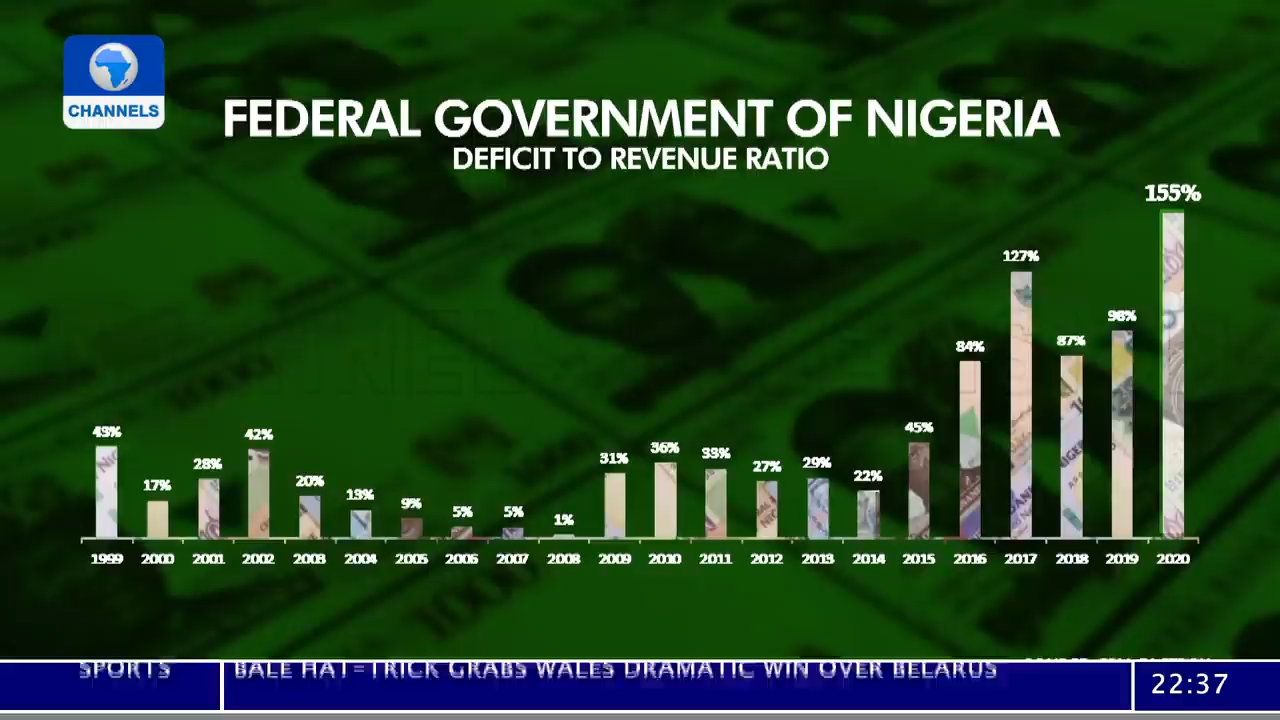 CHANNELS
FEDERAL GOVERNMENT OF NIGERIA
DEFICIT TO REVENUE RATIO
43% 17% 28% 42% 20% 13% 9% 5% 5% 1% 31% 36% 33% 27% 29% 22% 45% 84% 127% 87% 98% 155%
1999 2000 2001 2002 2003 2004 2005 2006 2007 2008 2009 2010 2011 2012 2013 2014 2015 2016 2017 2018 2019 2020
SPORTS BALE HAT-TRICK GRABS WALES DRAMATIC WIN OVER BELARUS 22:37